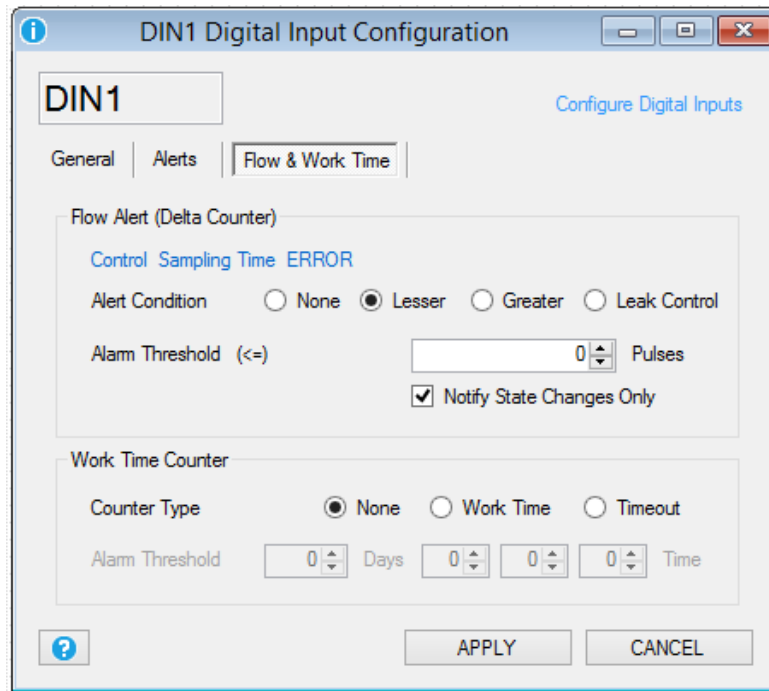 DIN1 Digital Input Configuration
DIN1
Configure Digital Inputs
General Alerts Flow & Work Time
Flow Alert (Delta Counter)
Control Sampling Time ERROR
Alert Condition None Lesser Greater Leak Control
Alarm Threshold (<=) 0 Pulses
Notify State Changes Only
Work Time Counter
Counter Type None Work Time Timeout
Alarm Threshold 0 Days 0 0 0 Time
? APPLY CANCEL